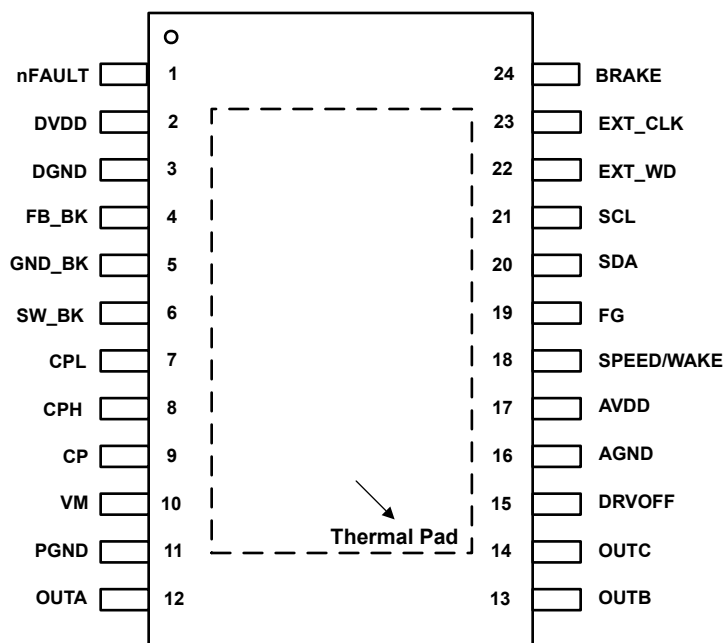 nFAULT 1 24 BRAKE
DVDD 2 23 EXT_CLK
DGND 3 22 EXT_WD
FB_BK 4 21 SCL
GND_BK 5 20 SDA
SW_BK 6 19 FG
CPL 7 18 SPEED/WAKE
CPH 8 17 AVDD
CP 9 16 AGND
VM 10 15 DRVOFF
Thermal Pad
PGND 11 14 OUTC
OUTA 12 13 OUTB